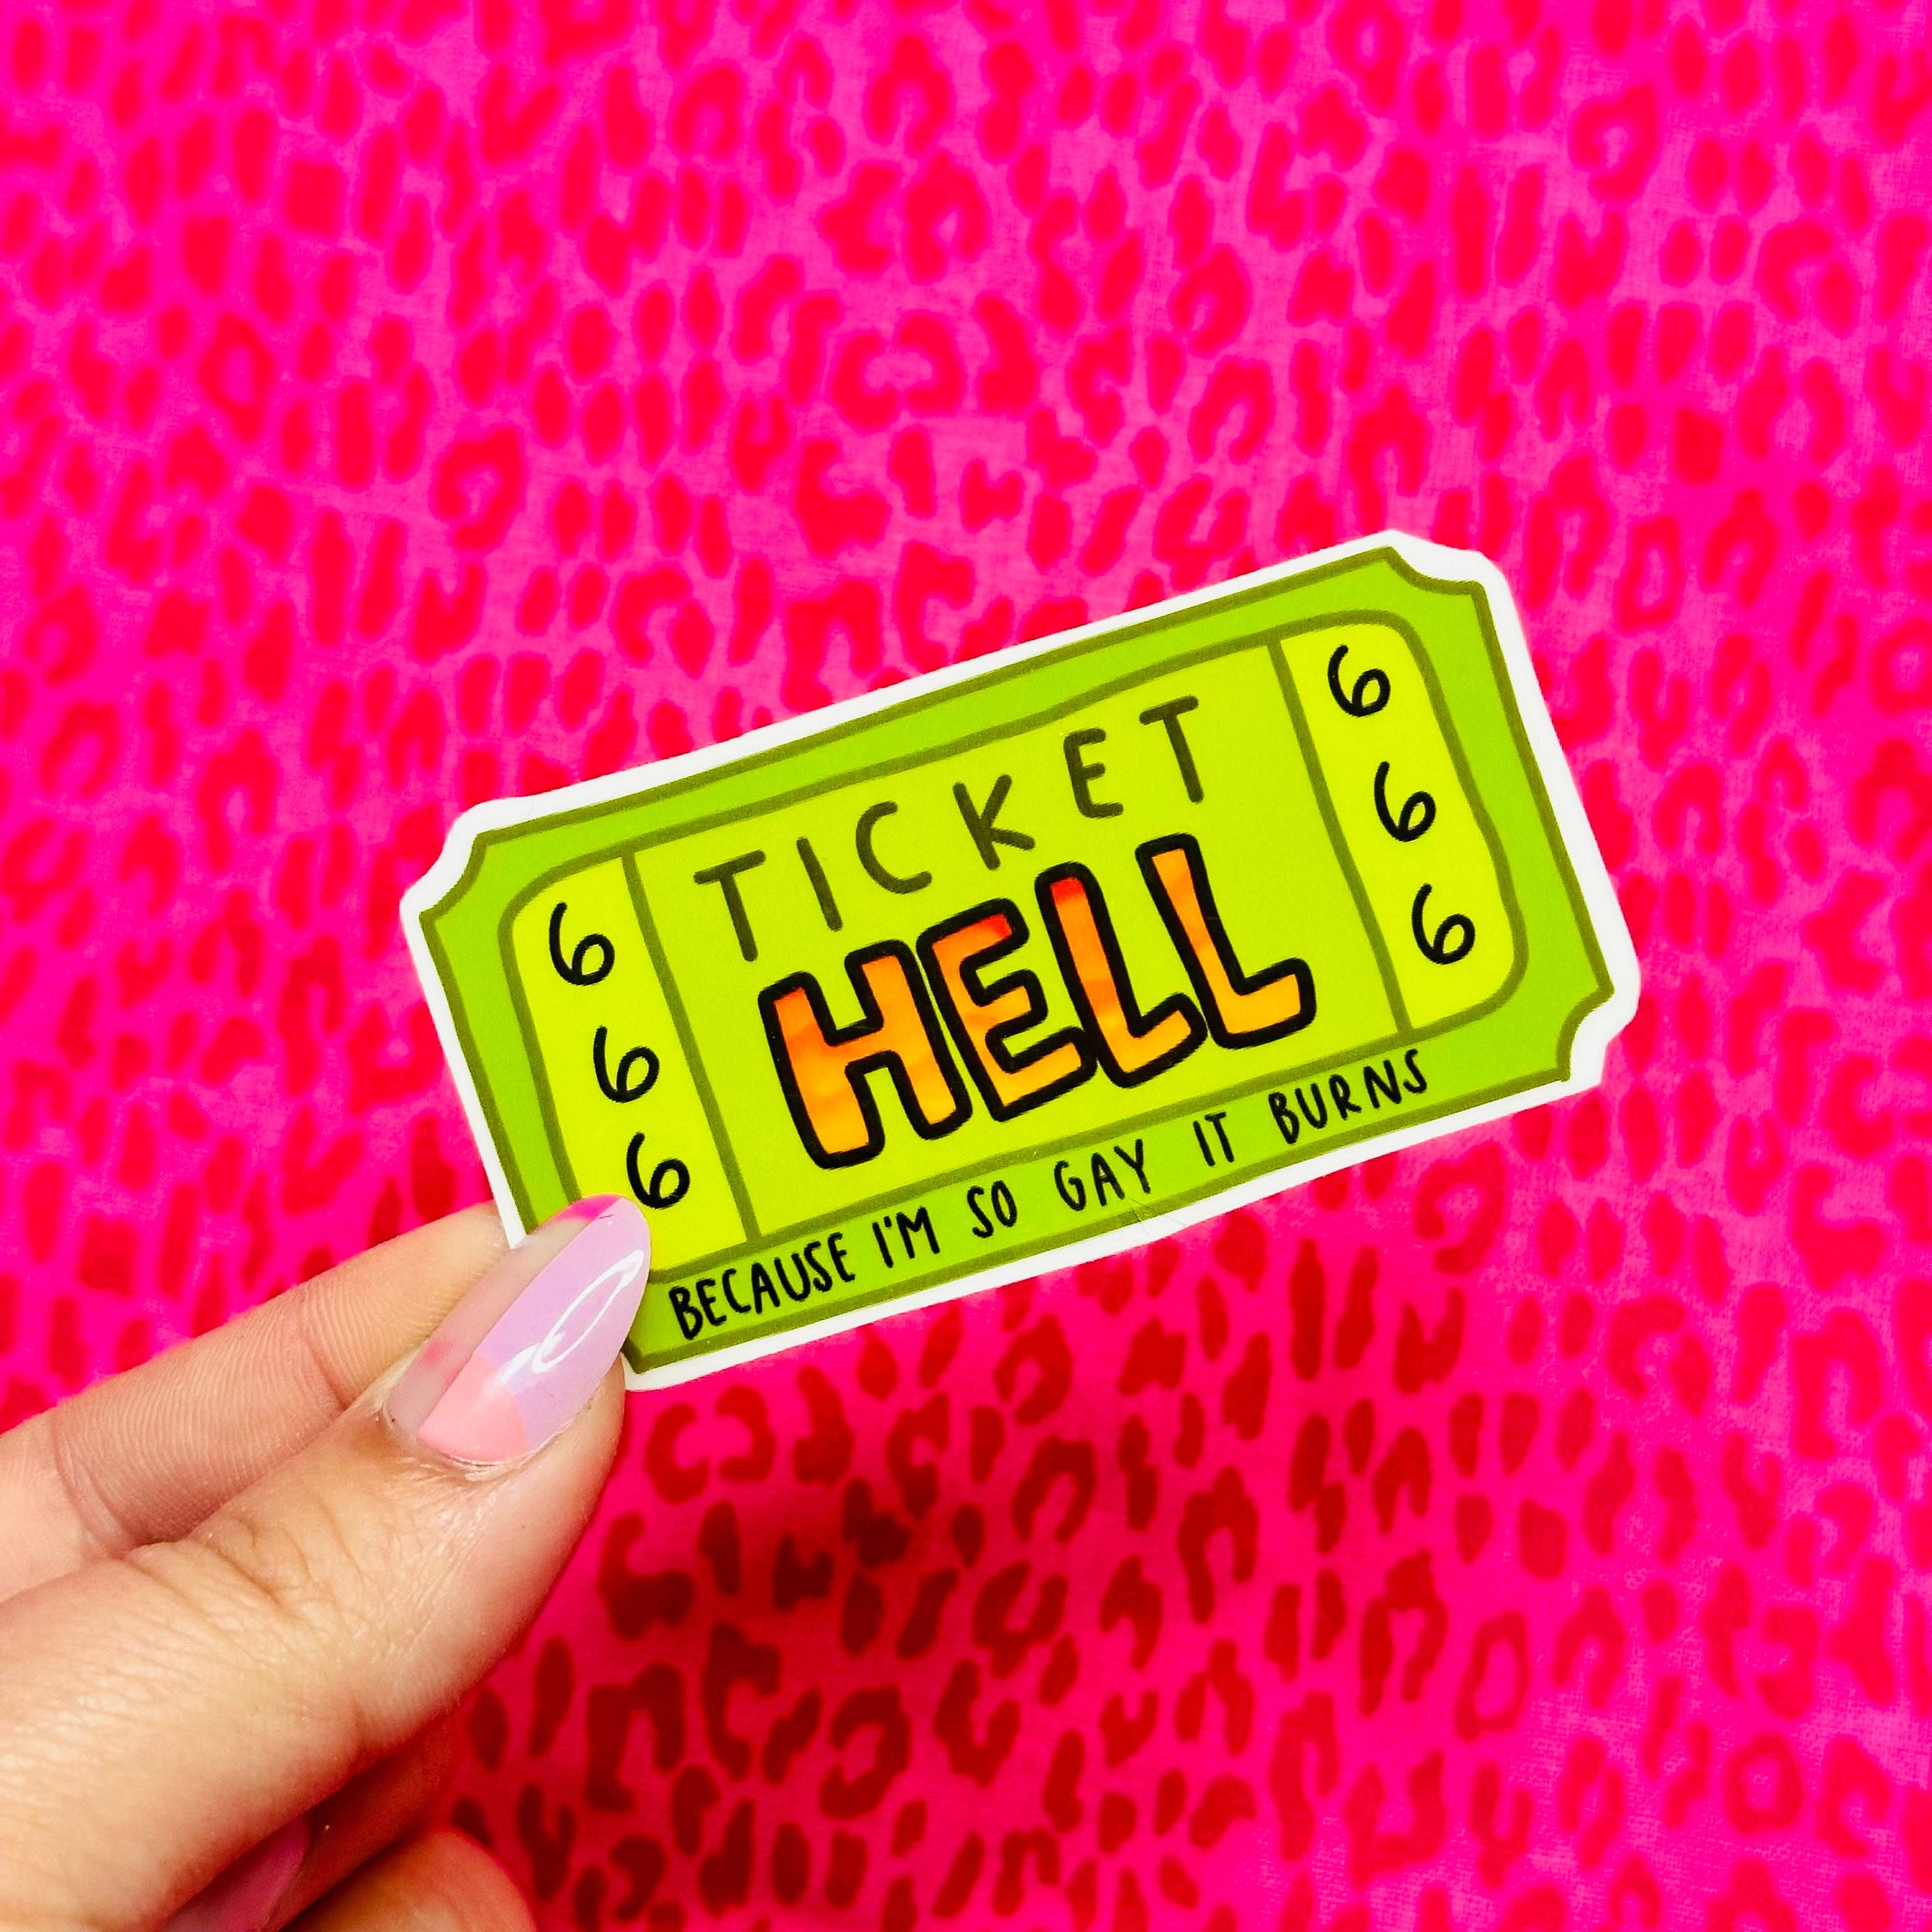 TICKET
HELL
666
666
BECAUSE I'M SO GAY IT BURNS